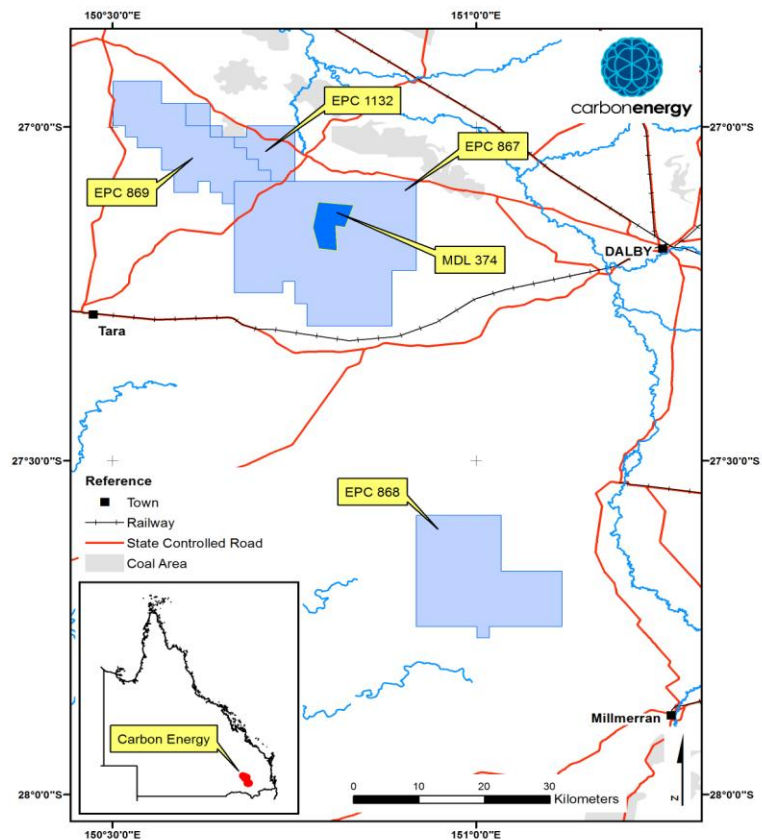 150°30'0"E
151°0'0"E
carbonenergy
EPC 1132
27°0'0"S
27°0'0"S
EPC 867
EPC 869
DALBY
MDL 374
Tara
27°30'0"S
27°30'0"S
Reference
Town
Railway
State Controlled Road
Coal Area
EPC 868
Carbon Energy
Millmerran
28°0'0"S
28°0'0"S
0
10
20
30
Kilometers
N
150°30'0"E
151°0'0"E